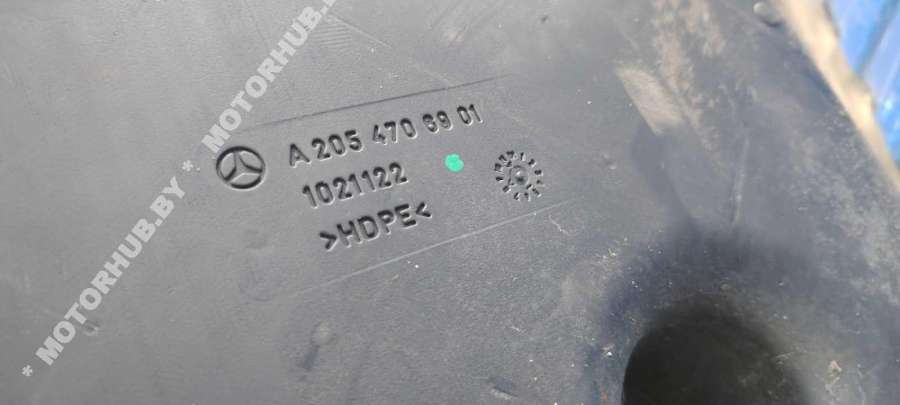 A 205 470 69 01
1021122
>HDPE<
* MOTORHUB.BY * MOTORHUB.BY *